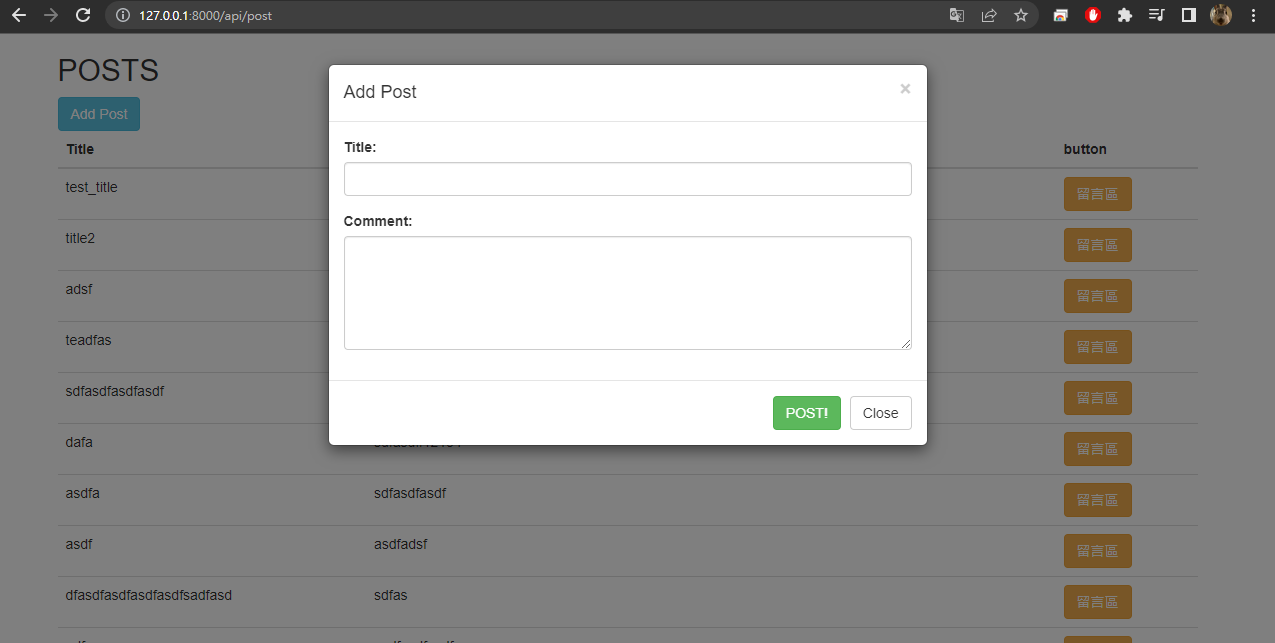 127.0.0.1:8000/api/post
POSTS
Add Post
Title
button
test_title
留言區
title2
留言區
adsf
留言區
teadfas
留言區
sdfasdfasdfasdf
留言區
dafa
留言區
asdfa
sdfasdfasdf
留言區
asdf
asdfadsf
留言區
dfasdfasdfasdfasdfsadfasd
sdfas
留言區
Add Post
×
Title:
Comment:
POST!
Close